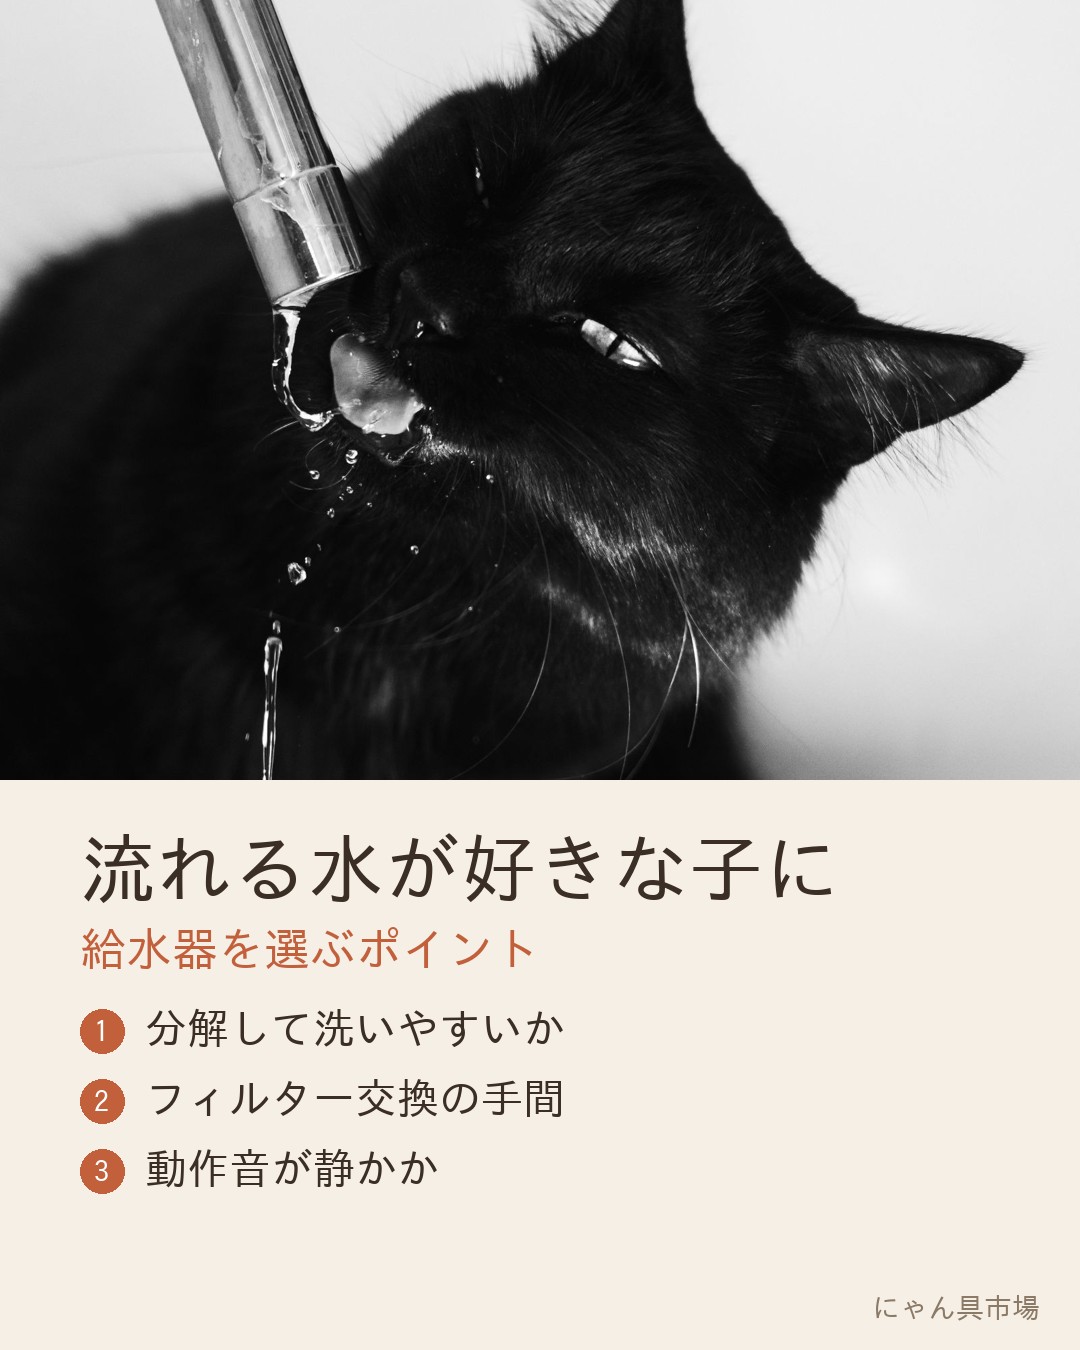 流れる水が好きな子に
給水器を選ぶポイント
1 分解して洗いやすいか
2 フィルター交換の手間
3 動作音が静かか
にゃん具市場